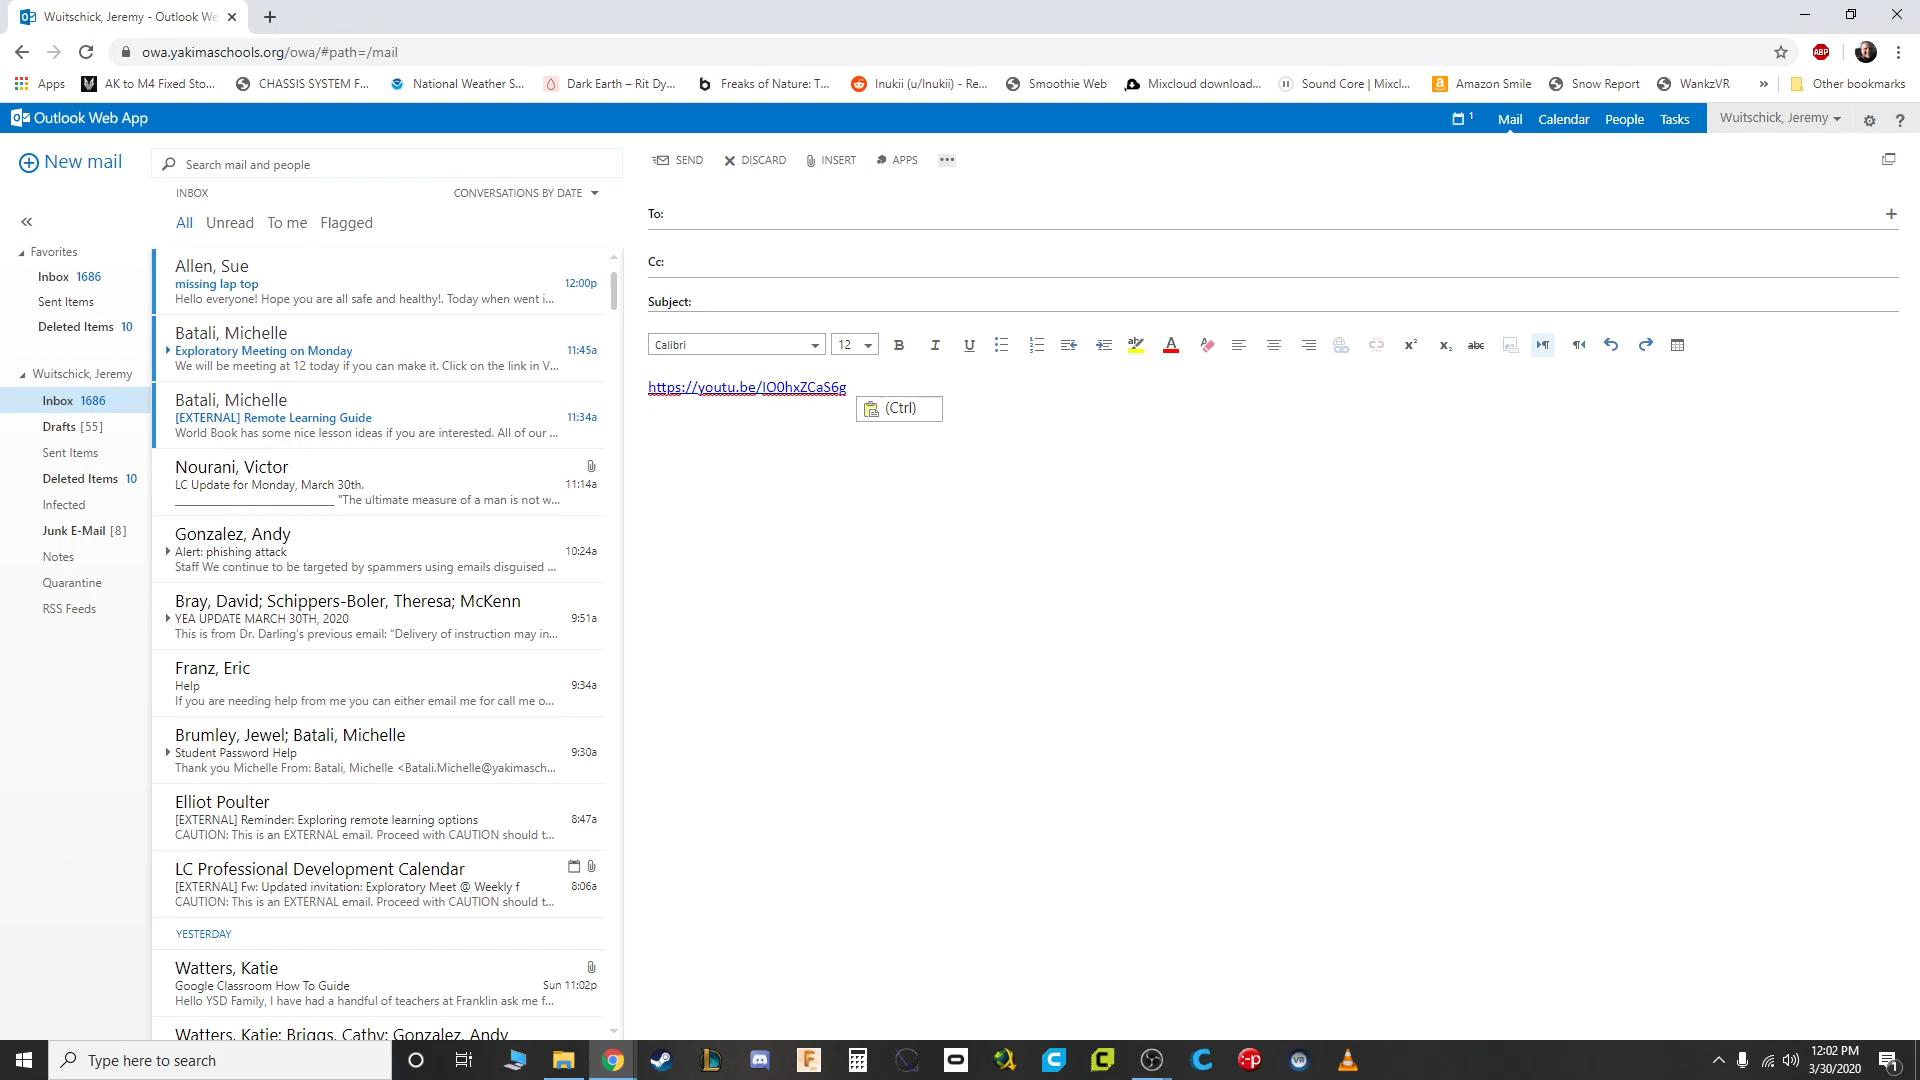 Wuitschick, Jeremy - Outlook We
owa.yakimaschools.org/owa/#path=/mail
ABP
Apps
AK to M4 Fixed Sto...
CHASSIS SYSTEM F...
National Weather S...
Dark Earth – Rit Dy...
Freaks of Nature: T...
Inukii (u/Inukii) - Re...
Smoothie Web
Mixcloud download...
Sound Core | Mixcl...
Amazon Smile
Snow Report
WankzVR
»
Other bookmarks
Outlook Web App
1
Mail
Calendar
People
Tasks
Wuitschick, Jeremy
?
New mail
Search mail and people
INBOX
CONVERSATIONS BY DATE
All Unread To me Flagged
Favorites
Inbox 1686
Sent Items
Deleted Items 10
Wuitschick, Jeremy
Inbox 1686
Drafts [55]
Sent Items
Deleted Items 10
Infected
Junk E-Mail [8]
Notes
Quarantine
RSS Feeds
Allen, Sue
missing lap top 12:00p
Hello everyone! Hope you are all safe and healthy!. Today when went i...
Batali, Michelle
Exploratory Meeting on Monday 11:45a
We will be meeting at 12 today if you can make it. Click on the link in V...
Batali, Michelle
[EXTERNAL] Remote Learning Guide 11:34a
World Book has some nice lesson ideas if you are interested. All of our ...
Nourani, Victor
LC Update for Monday, March 30th. 11:14a
"The ultimate measure of a man is not w...
Gonzalez, Andy
Alert: phishing attack 10:24a
Staff We continue to be targeted by spammers using emails disguised ...
Bray, David; Schippers-Boler, Theresa; McKenn
YEA UPDATE MARCH 30TH, 2020 9:51a
This is from Dr. Darling's previous email: "Delivery of instruction may in...
Franz, Eric
Help 9:34a
If you are needing help from me you can either email me for call me o...
Brumley, Jewel; Batali, Michelle
Student Password Help 9:30a
Thank you Michelle From: Batali, Michelle <Batali.Michelle@yakimasch...
Elliot Poulter
[EXTERNAL] Reminder: Exploring remote learning options 8:47a
CAUTION: This is an EXTERNAL email. Proceed with CAUTION should t...
LC Professional Development Calendar
[EXTERNAL] Fw: Updated invitation: Exploratory Meet @ Weekly f 8:06a
CAUTION: This is an EXTERNAL email. Proceed with CAUTION should t...
YESTERDAY
Watters, Katie
Google Classroom How To Guide Sun 11:02p
Hello YSD Family, I have had a handful of teachers at Franklin ask me f...
Watters, Katie; Briggs, Cathy; Gonzalez, Andy
SEND DISCARD INSERT APPS •••
To:
Cc:
Subject:
Calibri 12 B I U
https://youtu.be/IO0hxZCaS6g
(Ctrl)
Type here to search
12:02 PM
3/30/2020